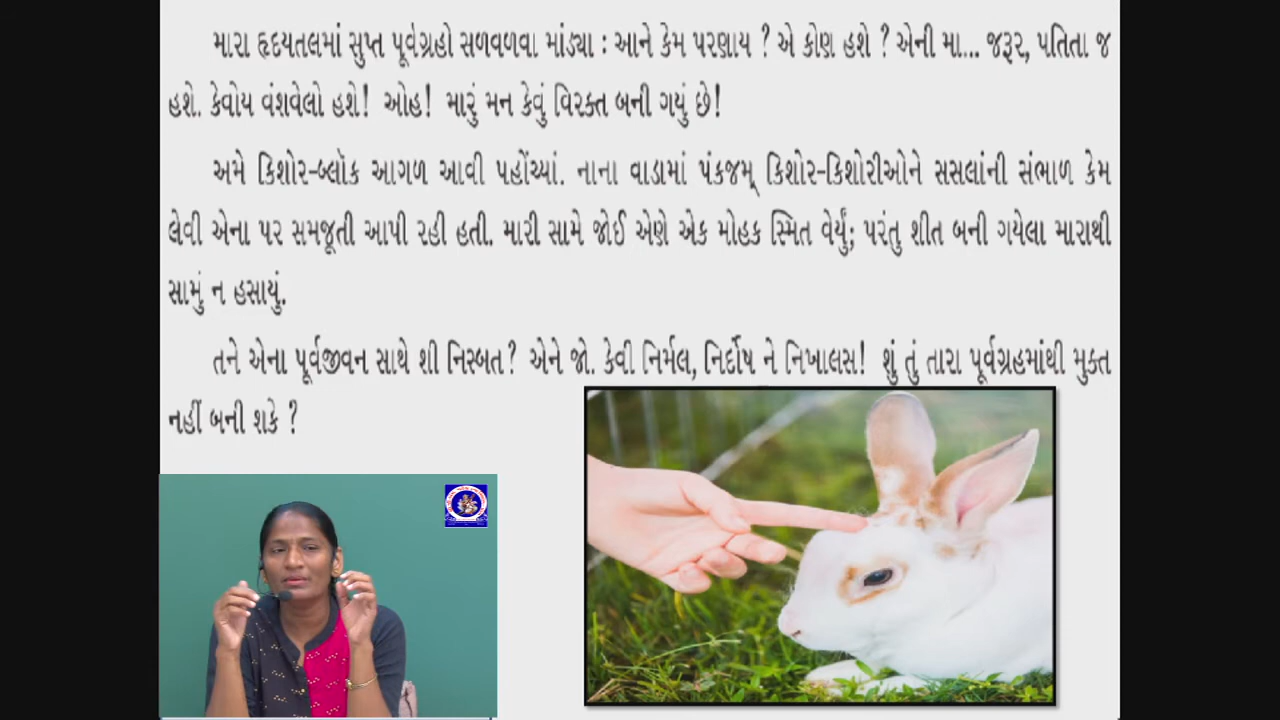 મારા હૃદયતલમાં સુપ્ત પૂર્વગ્રહો સળવળવા માંડ્યા : આને કેમ પરણાય ? એ કોણ હશે ? એની મા... જરૂર, પતિતા જ
હશે. કેવોય વંશવેલો હશે! ઓહ! મારું મન કેવું વિરક્ત બની ગયું છે!
અમે કિશોર-બ્લૉક આગળ આવી પહોંચ્યાં. નાના વાડામાં પંકજમ્ કિશોર-કિશોરીઓને સસલાંની સંભાળ કેમ
લેવી એના પર સમજૂતી આપી રહી હતી. મારી સામે જોઈ એણે એક મોહક સ્મિત વેર્યું; પરંતુ શીત બની ગયેલા મારાથી
સામું ન હસાયું.
તને એના પૂર્વજીવન સાથે શી નિસ્બત? એને જો. કેવી નિર્મલ, નિર્દોષ ને નિખાલસ! શું તું તારા પૂર્વગ્રહમાંથી મુક્ત
નહીં બની શકે ?